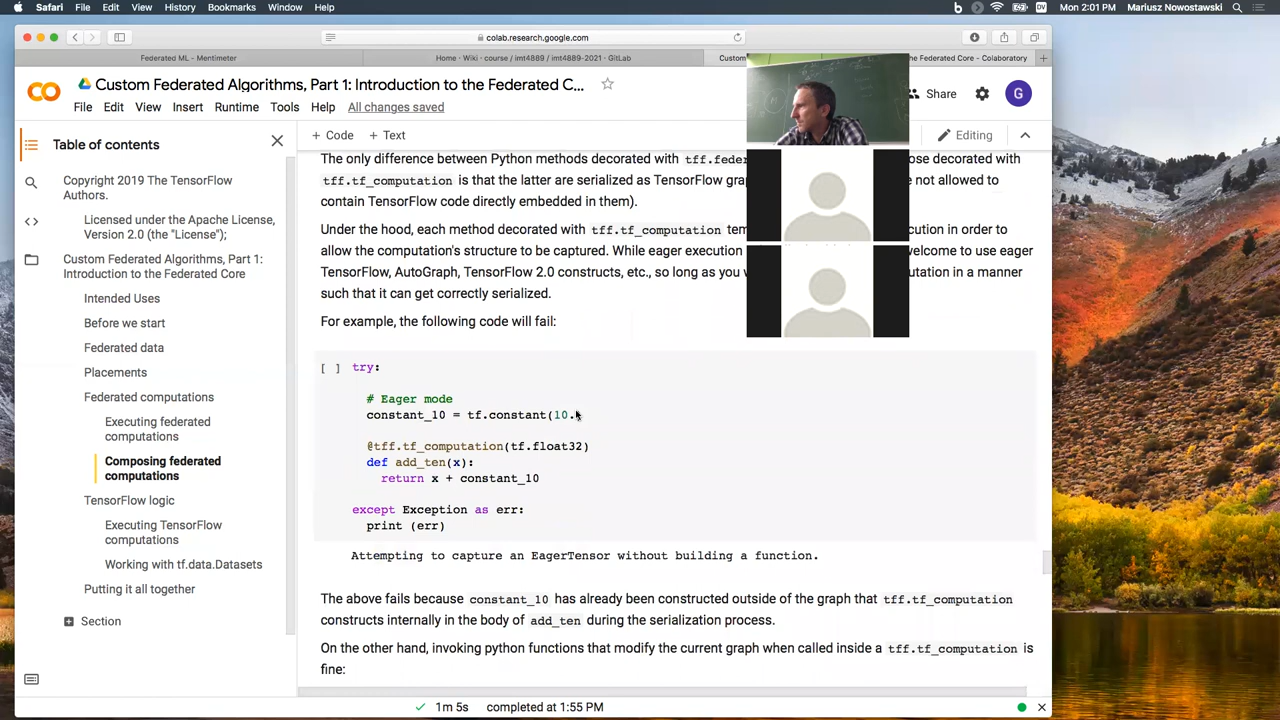 Safari File Edit View History Bookmarks Window Help
DV Mon 2:01 PM Mariusz Nowostawski
colab.research.google.com
Federated ML - Mentimeter
Home · Wiki · course / imt4889 / imt4889-2021 · GitLab
Custom
he Federated Core - Colaboratory
CO Custom Federated Algorithms, Part 1: Introduction to the Federated C...
File Edit View Insert Runtime Tools Help All changes saved
Share G
Table of contents
+ Code + Text
Editing
Copyright 2019 The TensorFlow
Authors.
Licensed under the Apache License,
Version 2.0 (the "License");
Custom Federated Algorithms, Part 1:
Introduction to the Federated Core
Intended Uses
Before we start
Federated data
Placements
Federated computations
Executing federated
computations
Composing federated
computations
TensorFlow logic
Executing TensorFlow
computations
Working with tf.data.Datasets
Putting it all together
Section
The only difference between Python methods decorated with tff.feder ose decorated with
tff.tf_computation is that the latter are serialized as TensorFlow gra e not allowed to
contain TensorFlow code directly embedded in them).
Under the hood, each method decorated with tff.tf_computation tem cution in order to
allow the computation's structure to be captured. While eager execution welcome to use eager
TensorFlow, AutoGraph, TensorFlow 2.0 constructs, etc., so long as you w utation in a manner
such that it can get correctly serialized.
For example, the following code will fail:
[ ] try:
# Eager mode
constant_10 = tf.constant(10.
@tff.tf_computation(tf.float32)
def add_ten(x):
return x + constant_10
except Exception as err:
print (err)
Attempting to capture an EagerTensor without building a function.
The above fails because constant_10 has already been constructed outside of the graph that tff.tf_computation
constructs internally in the body of add_ten during the serialization process.
On the other hand, invoking python functions that modify the current graph when called inside a tff.tf_computation is
fine:
1m 5s completed at 1:55 PM